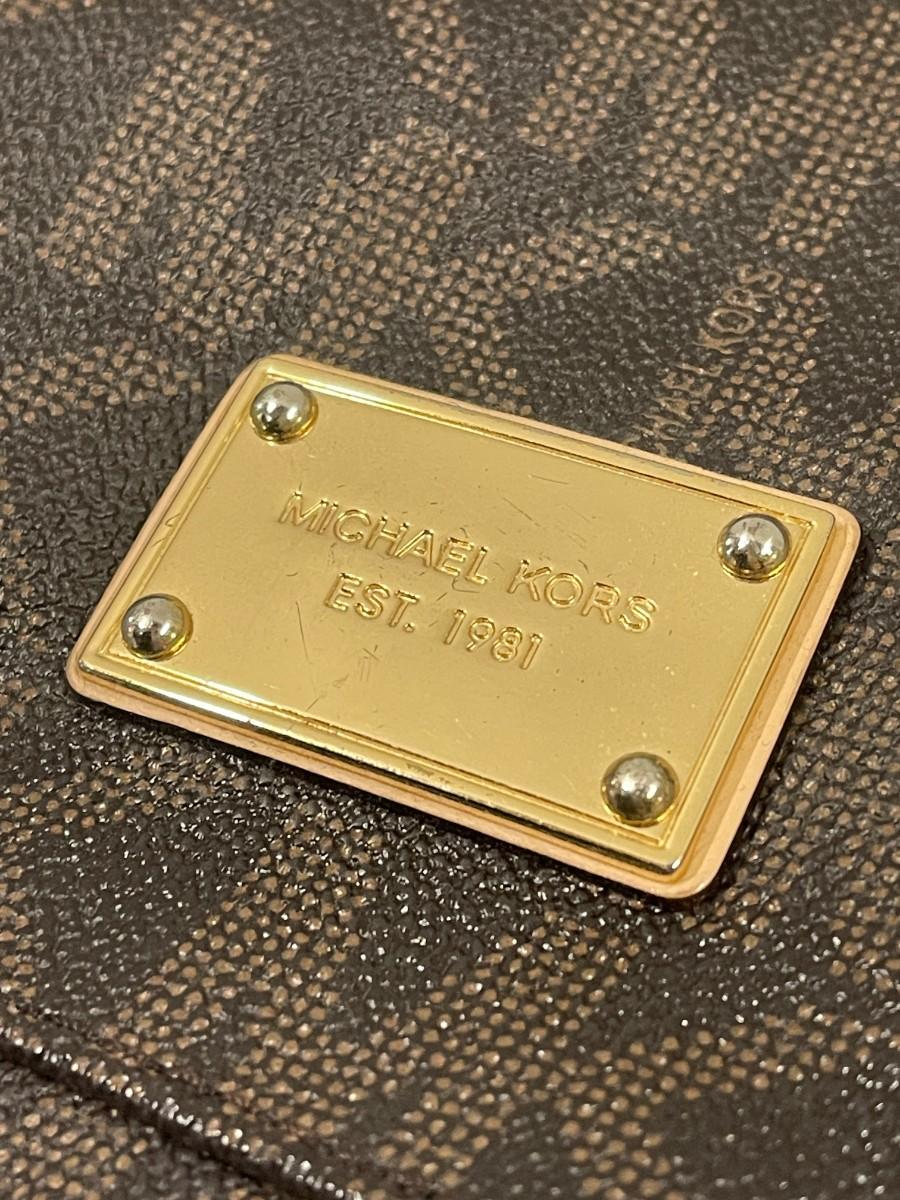 MICHAEL KORS
EST. 1981
KORS